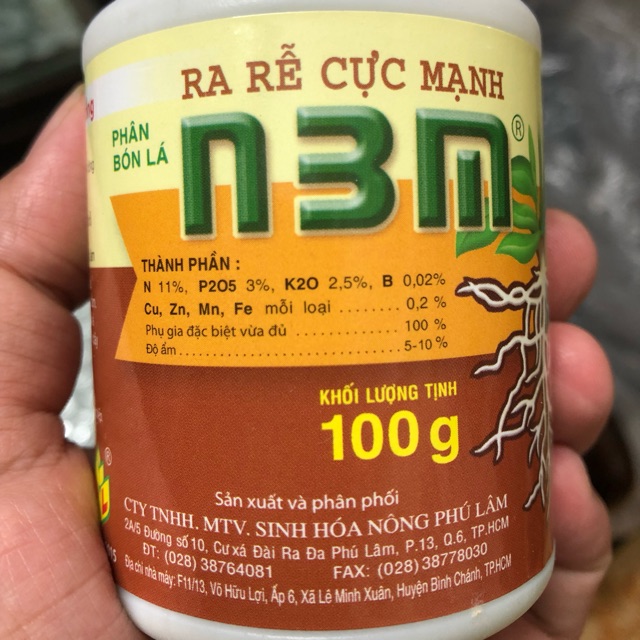 RA RỄ CỰC MẠNH
PHÂN
BÓN LÁ
N3M®
THÀNH PHẦN :
N 11%, P2O5 3%, K2O 2,5%, B 0,02%
Cu, Zn, Mn, Fe mỗi loại ......... 0,2 %
Phụ gia đặc biệt vừa đủ ............ 100 %
Độ ẩm ................................ 5-10 %
KHỐI LƯỢNG TỊNH
100 g
Sản xuất và phân phối
CTY TNHH. MTV. SINH HÓA NÔNG PHÚ LÂM
2A/5 Đường số 10, Cư xá Đài Ra Đa Phú Lâm, P.13, Q.6, TP.HCM
ĐT: (028) 38764081 FAX: (028) 38778030
Địa chỉ nhà máy: F11/13, Võ Hữu Lợi, Ấp 6, Xã Lê Minh Xuân, Huyện Bình Chánh, TP.HCM